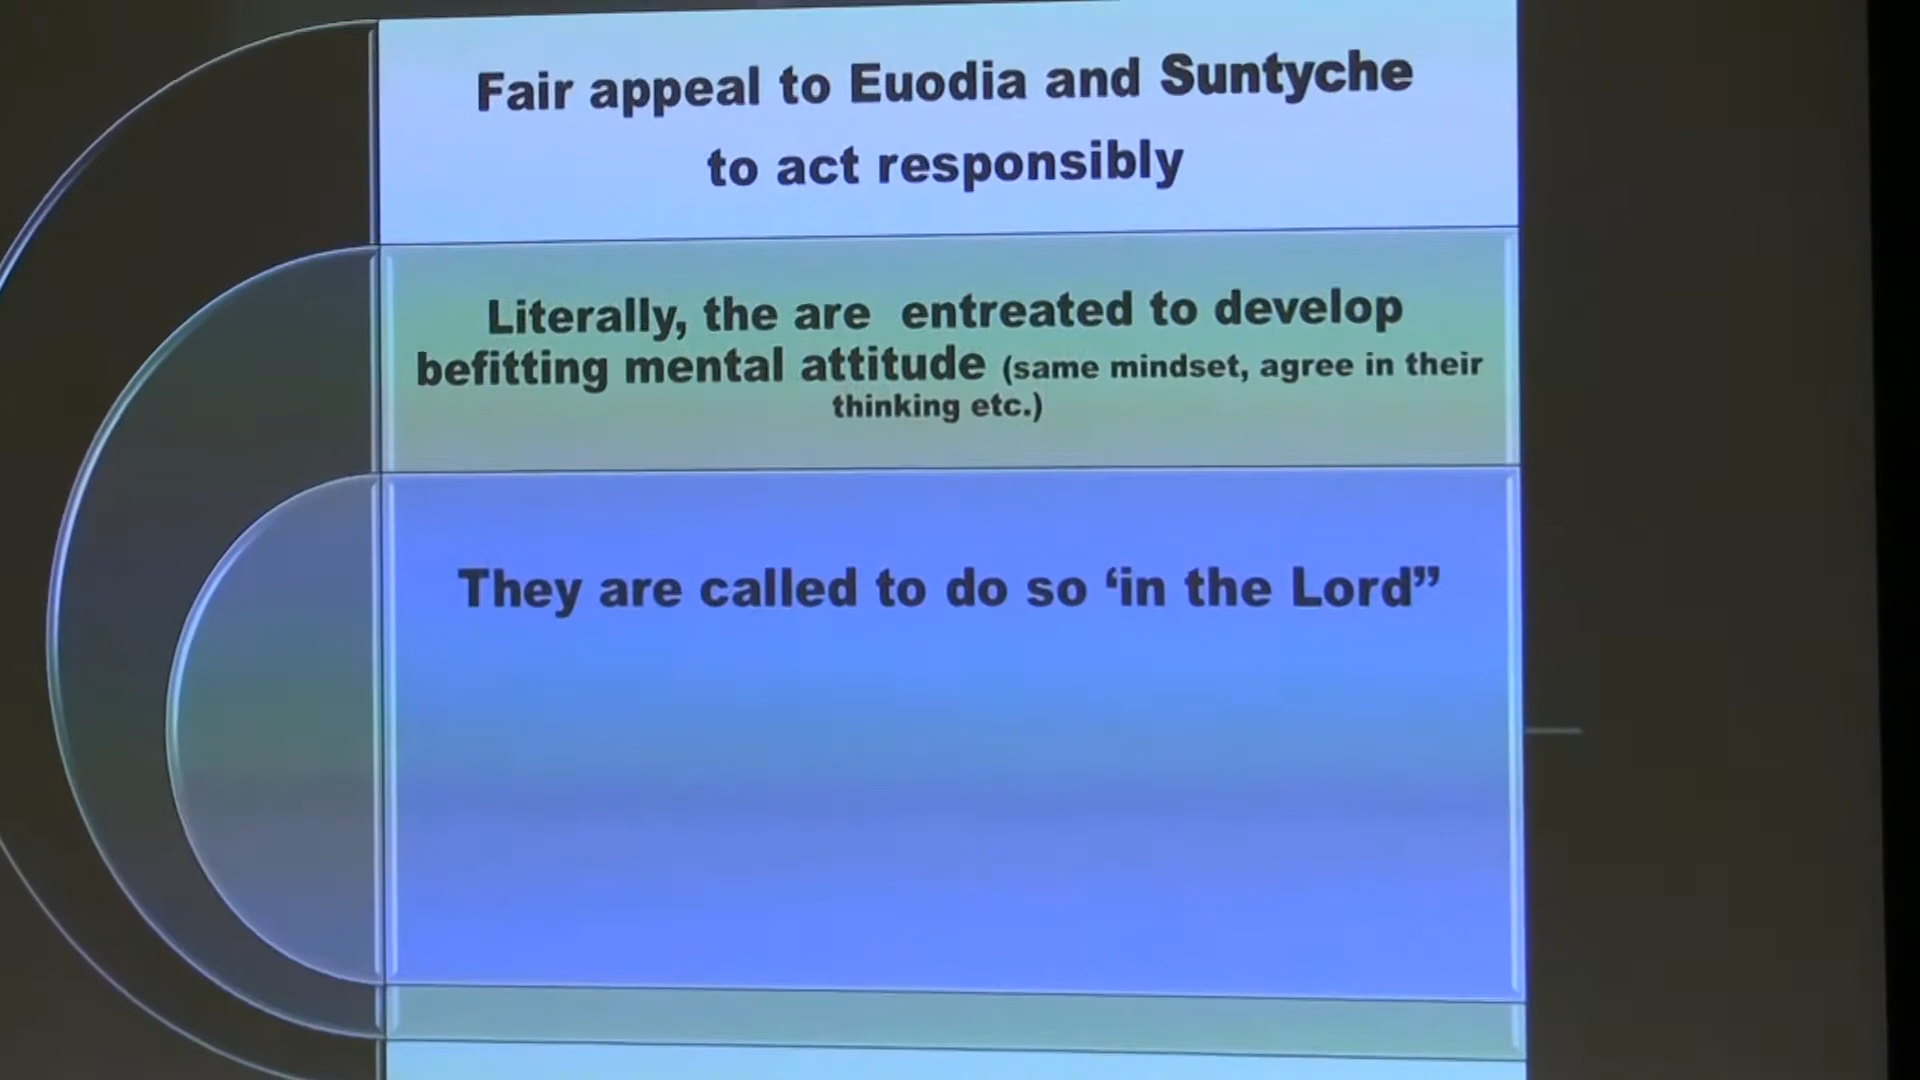 Fair appeal to Euodia and Suntyche
to act responsibly
Literally, the are entreated to develop
befitting mental attitude (same mindset, agree in their
thinking etc.)
They are called to do so ‘in the Lord”